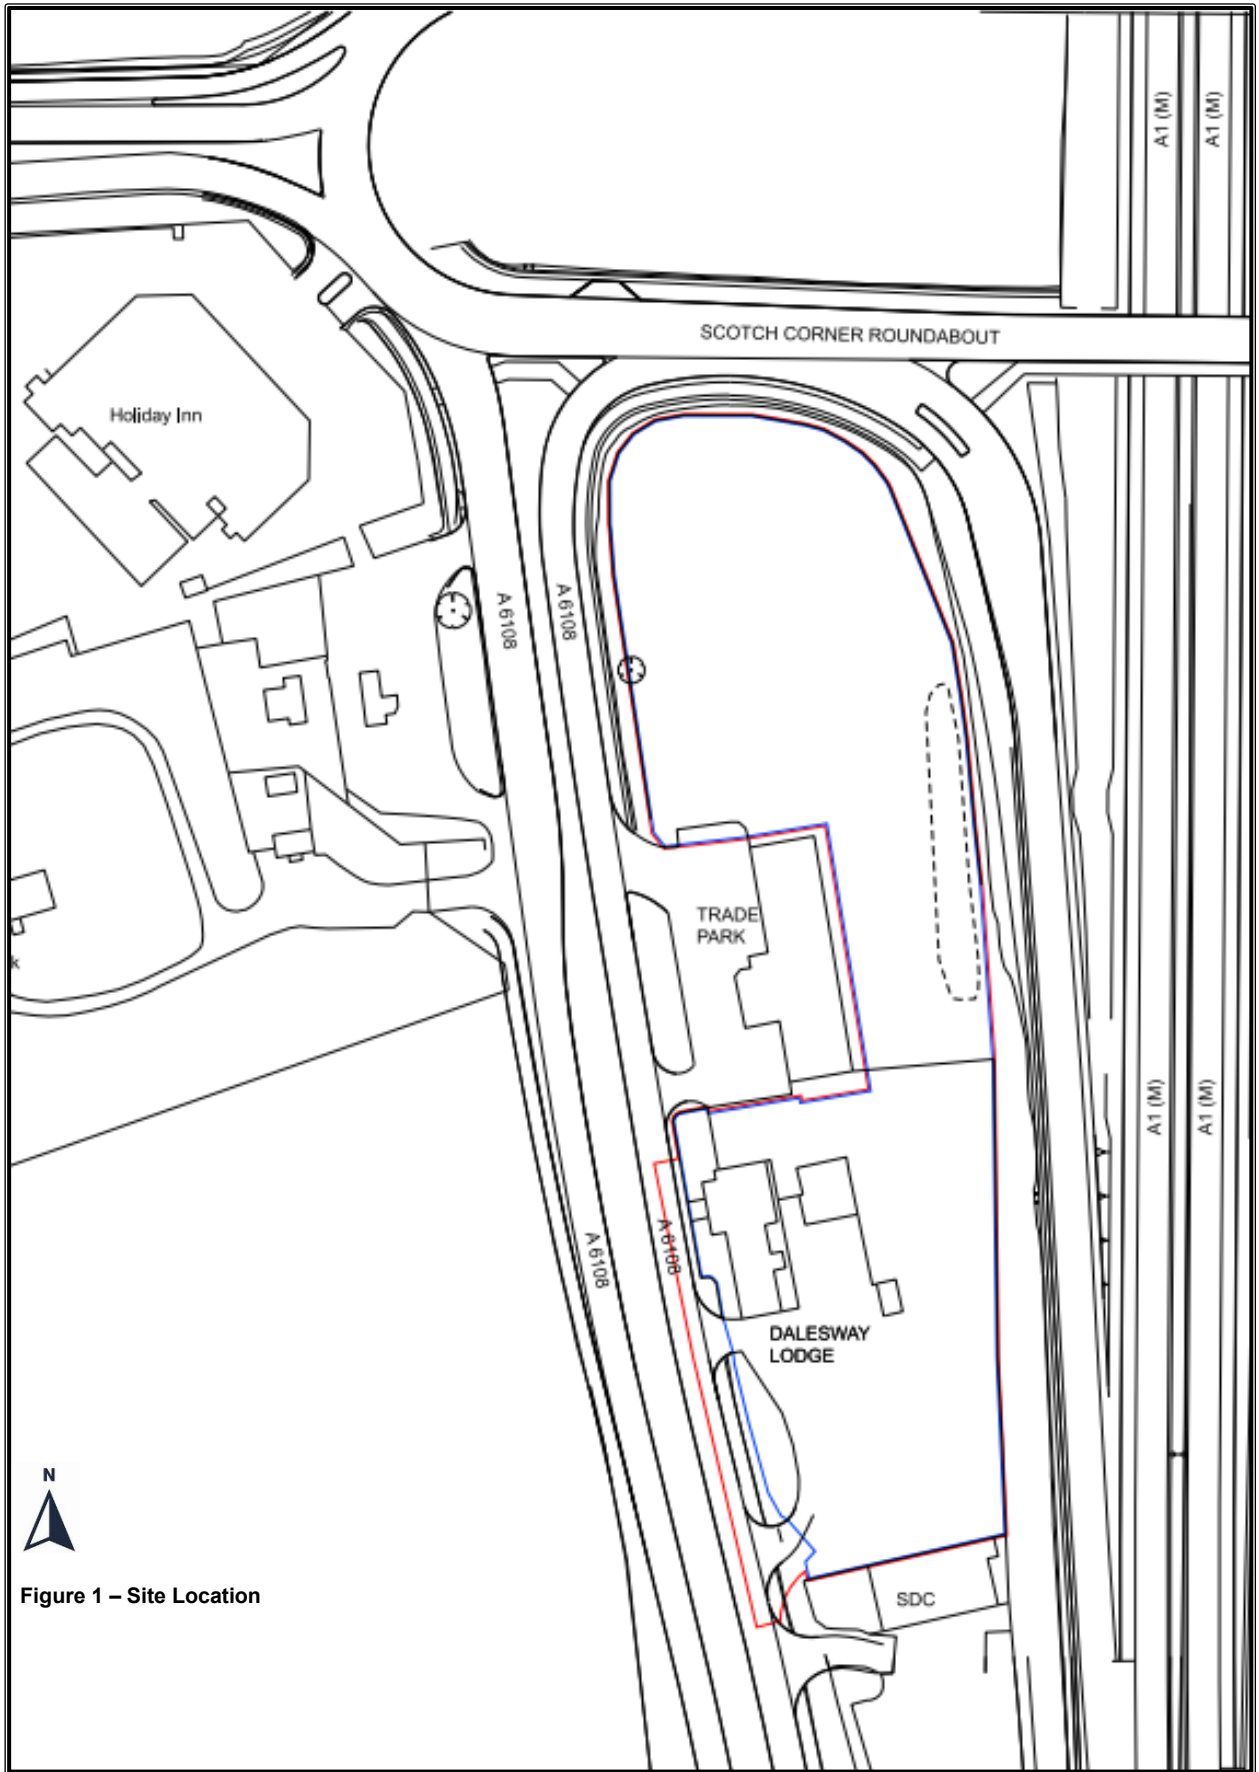 A1 (M)
A1 (M)
SCOTCH CORNER ROUNDABOUT
Holiday Inn
A 6108
A 6108
TRADE
PARK
k
A1 (M)
A1 (M)
A 6108
A 6108
DALESWAY
LODGE
N
Figure 1 – Site Location
SDC